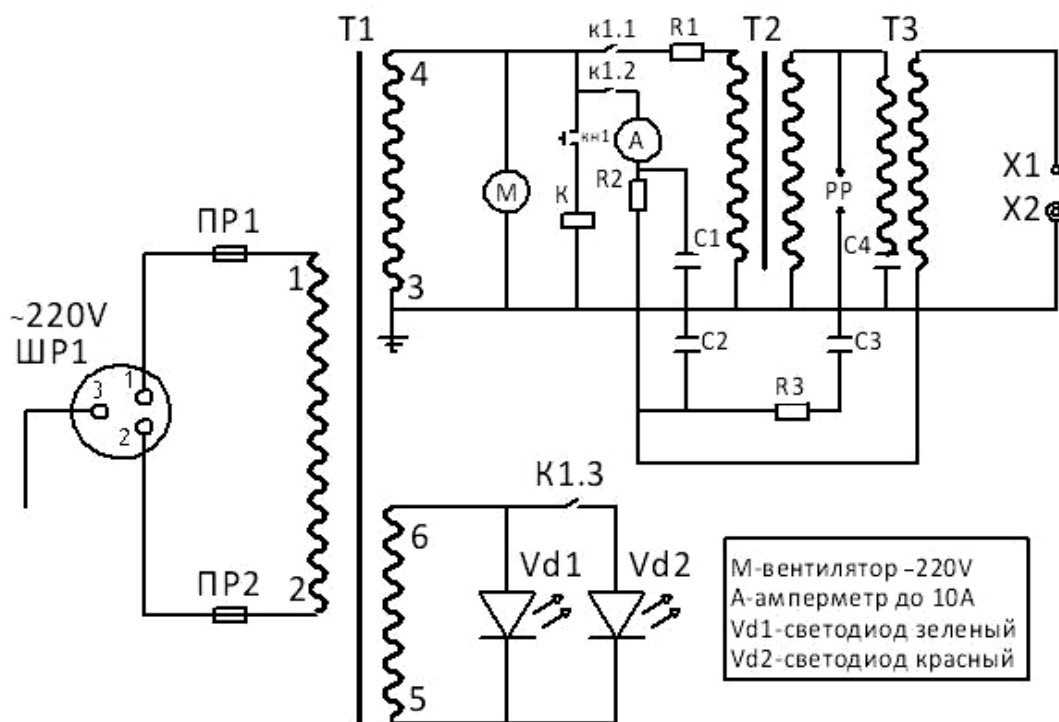 T1
к1.1
R1
T2
T3
4
к1.2
кн1
A
R2
М
К
PP
X1
X2
C1
C4
ПР1
1
3
~220V
ШР1
C2
C3
3
1
2
R3
К1.3
6
Vd1
Vd2
ПР2
2
5
М-вентилятор -220V
А-амперметр до 10А
Vd1-светодиод зеленый
Vd2-светодиод красный